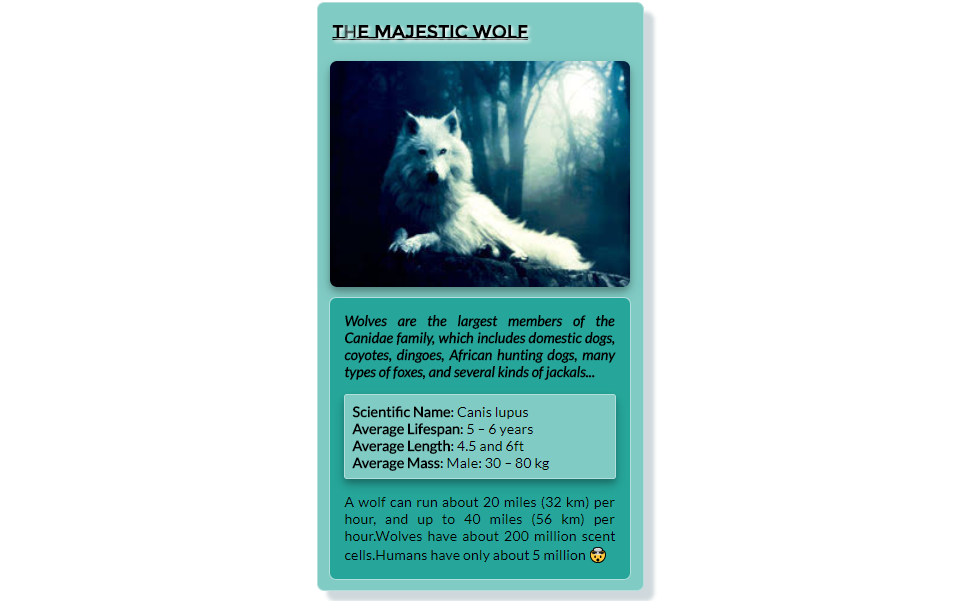 THE MAJESTIC WOLF
Wolves are the largest members of the
Canidae family, which includes domestic dogs,
coyotes, dingoes, African hunting dogs, many
types of foxes, and several kinds of jackals...
Scientific Name: Canis lupus
Average Lifespan: 5 – 6 years
Average Length: 4.5 and 6ft
Average Mass: Male: 30 – 80 kg
A wolf can run about 20 miles (32 km) per
hour, and up to 40 miles (56 km) per
hour.Wolves have about 200 million scent
cells.Humans have only about 5 million